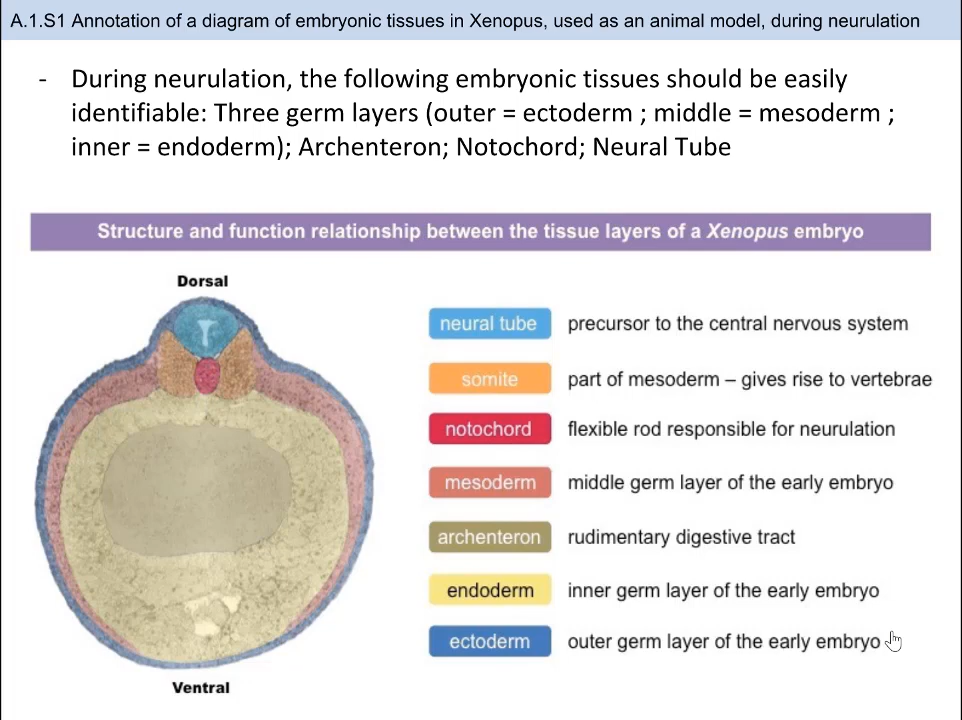 A.1.S1 Annotation of a diagram of embryonic tissues in Xenopus, used as an animal model, during neurulation
- During neurulation, the following embryonic tissues should be easily
identifiable: Three germ layers (outer = ectoderm ; middle = mesoderm ;
inner = endoderm); Archenteron; Notochord; Neural Tube
Structure and function relationship between the tissue layers of a Xenopus embryo
Dorsal
neural tube precursor to the central nervous system
somite part of mesoderm – gives rise to vertebrae
notochord flexible rod responsible for neurulation
mesoderm middle germ layer of the early embryo
archenteron rudimentary digestive tract
endoderm inner germ layer of the early embryo
ectoderm outer germ layer of the early embryo
Ventral